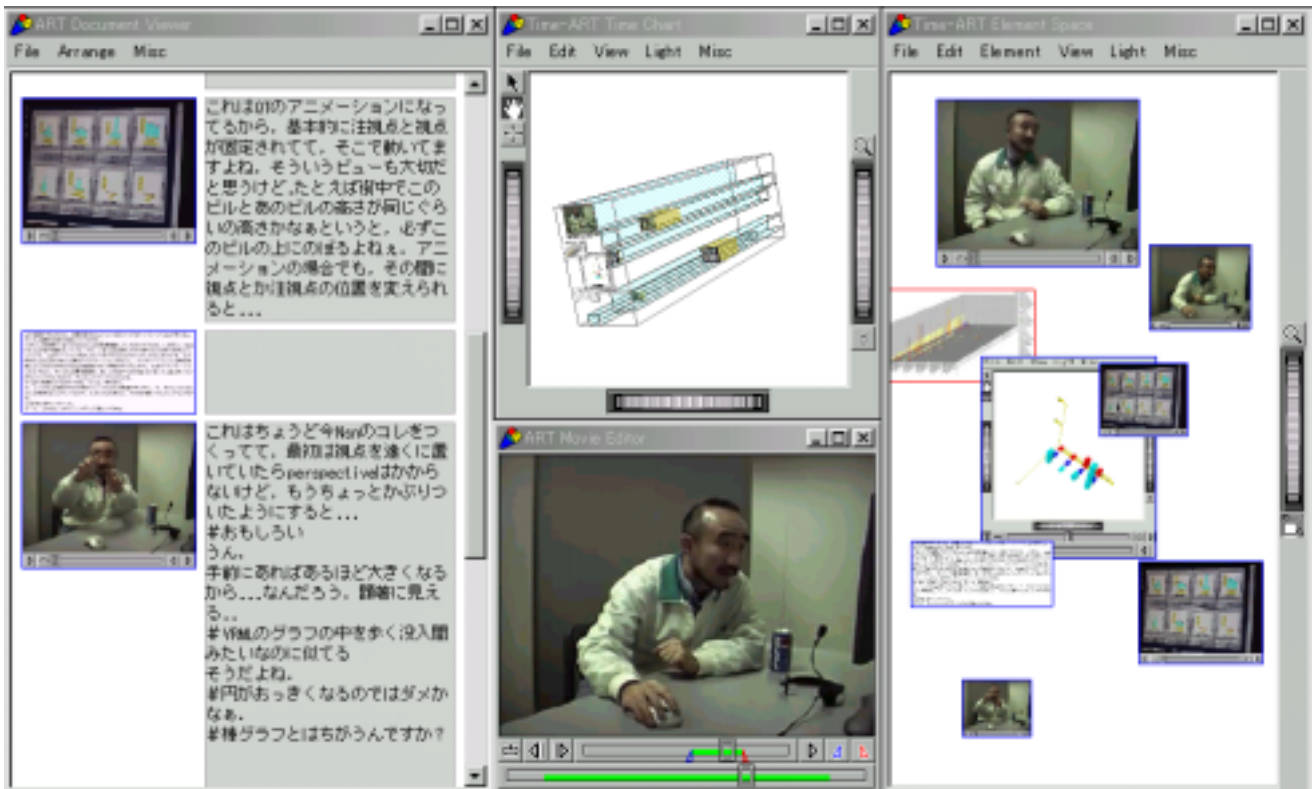 ART Document Viewer
File Arrange Misc
これは01のアニメーションになっ
てるから。基本的に注視点と視点
が固定されてて。そこで動いてま
すよね。そういうビューも大切だ
と思うけど。たとえば街中でこの
ビルとあのビルの高さが同じぐら
いの高さかなぁというと。必ずこ
のビルの上にのぼるよねぇ。アニ
メーションの場合でも。その間に
視点とか注視点の位置を変えられ
ると...
これはちょうど今 のコレをつ
くってて。最初は視点を遠くに置
いていたらperspectiveはかから
ないけど。もうちょっとかぶりつ
いたようにすると...
#おもしろい
うん。
手前にあればあるほど大きくなる
から...なんだろう。顕著に見え
る..
#VRMLのグラフの中を歩く没入間
みたいなのに似てる
そうだよね。
#円がおっきくなるのではダメか
なぁ。
#棒グラフとはちがうんですか？
Time-ART Time Chart
File Edit View Light Misc
ART Movie Editor
Time-ART Element Space
File Edit Element View Light Misc